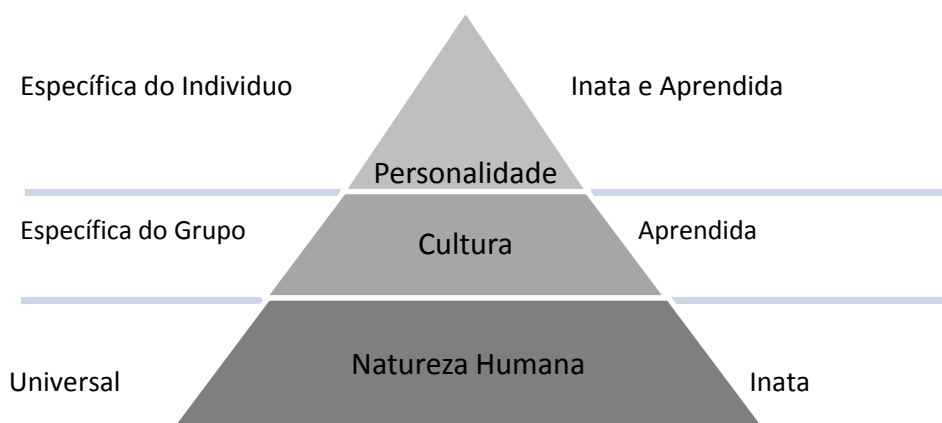 Específica do Individuo
Inata e Aprendida
Personalidade
Específica do Grupo
Cultura
Aprendida
Natureza Humana
Universal
Inata